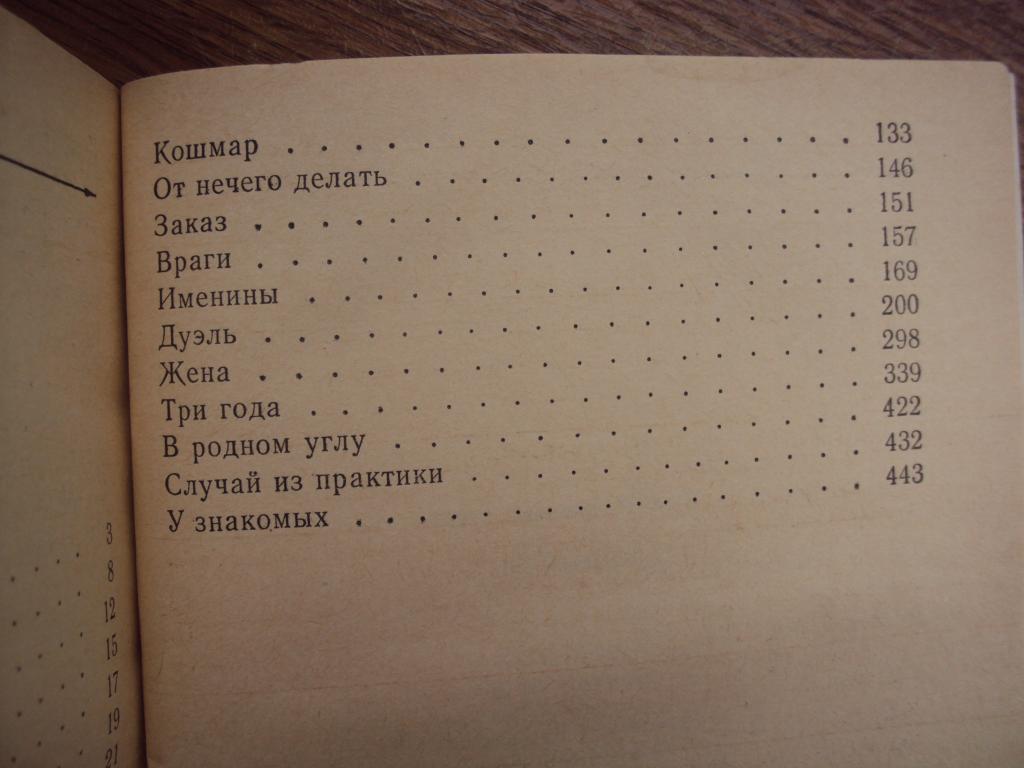 3
8
12
15
17
19
21
Кошмар . . . . . . . . . . . . . . . . . . 133
От нечего делать . . . . . . . . . . . . . . 146
Заказ . . . . . . . . . . . . . . . . . . . 151
Враги . . . . . . . . . . . . . . . . . . . 157
Именины . . . . . . . . . . . . . . . . . 169
Дуэль . . . . . . . . . . . . . . . . . . 200
Жена . . . . . . . . . . . . . . . . . . 298
Три года . . . . . . . . . . . . . . . . . 339
В родном углу . . . . . . . . . . . . . . 422
Случай из практики . . . . . . . . . . . . 432
У знакомых . . . . . . . . . . . . . . . . 443